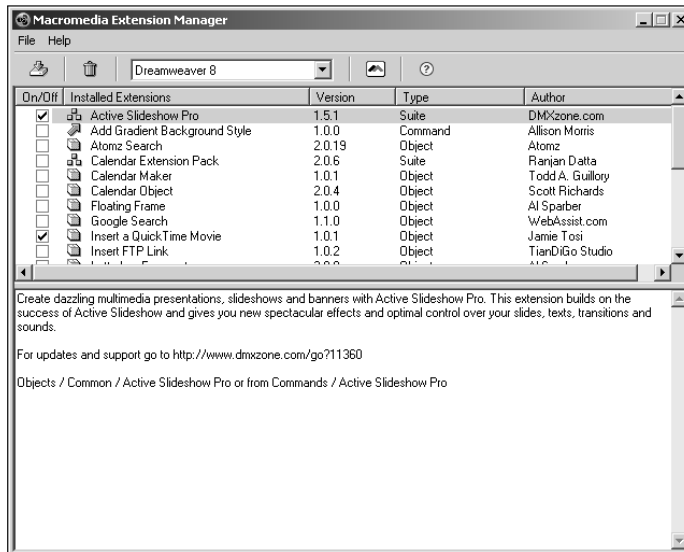 Macromedia Extension Manager
File Help
Dreamweaver 8
On/Off Installed Extensions Version Type Author
Active Slideshow Pro 1.5.1 Suite DMXzone.com
Add Gradient Background Style 1.0.0 Command Allison Morris
Atomz Search 2.0.19 Object Atomz
Calendar Extension Pack 2.0.6 Suite Ranjan Datta
Calendar Maker 1.0.1 Object Todd A. Guillory
Calendar Object 2.0.4 Object Scott Richards
Floating Frame 1.0.0 Object Al Sparber
Google Search 1.1.0 Object WebAssist.com
Insert a QuickTime Movie 1.0.1 Object Jamie Tosi
Insert FTP Link 1.0.2 Object TianDiGo Studio
Create dazzling multimedia presentations, slideshows and banners with Active Slideshow Pro. This extension builds on the
success of Active Slideshow and gives you new spectacular effects and optimal control over your slides, texts, transitions and
sounds.
For updates and support go to http://www.dmxzone.com/go?11360
Objects / Common / Active Slideshow Pro or from Commands / Active Slideshow Pro